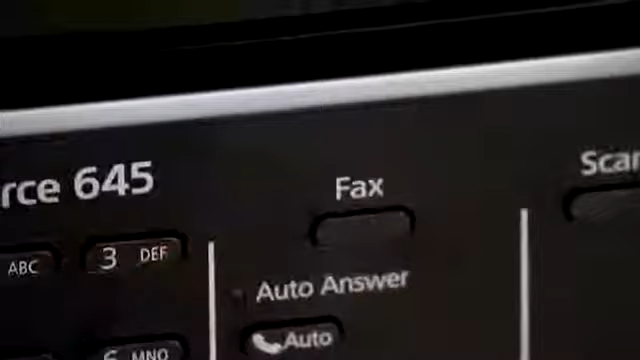 rce 645
Fax
Scan
ABC
3 DEF
Auto Answer
6 MNO
Auto